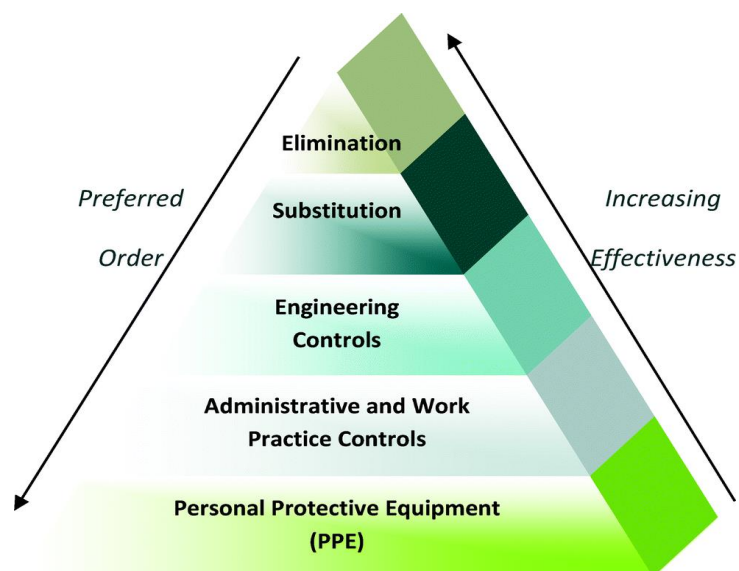 Elimination
Preferred
Increasing
Substitution
Order
Effectiveness
Engineering
Controls
Administrative and Work
Practice Controls
Personal Protective Equipment
(PPE)